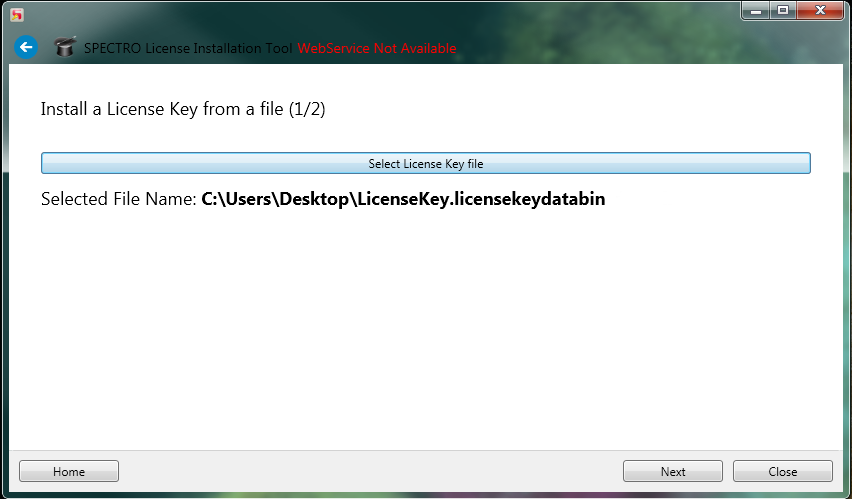 SPECTRO License Installation Tool WebService Not Available
Install a License Key from a file (1/2)
Select License Key file
Selected File Name: C:\Users\Desktop\LicenseKey.licensekeydatabin
Home
Next
Close